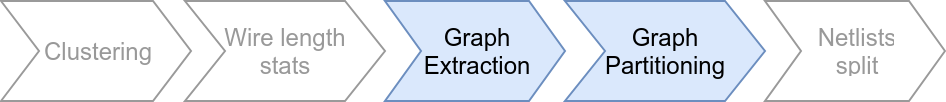 Clustering
Wire length
stats
Graph
Extraction
Graph
Partitioning
Netlists
split